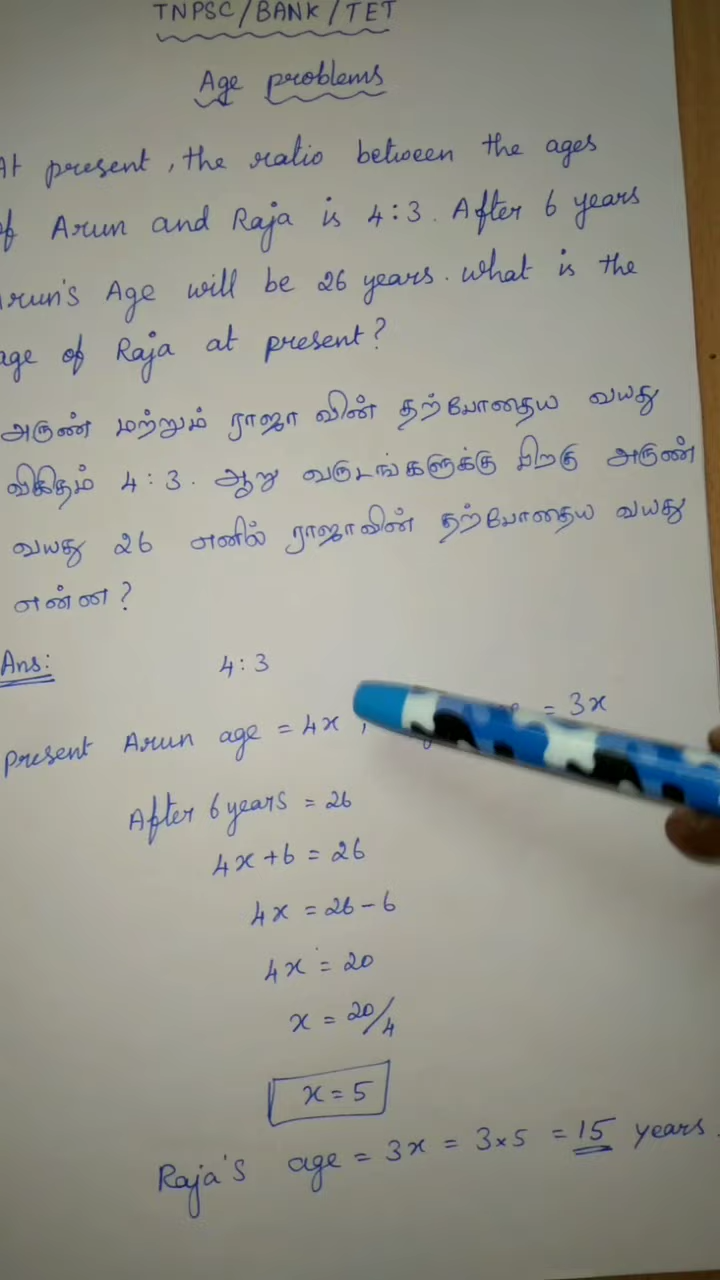 TNPSC/BANK/TET
Age problems
At present, the ratio between the ages
of Arun and Raja is 4:3. After 6 years
Arun's Age will be 26 years. What is the
age of Raja at present?
அருண் மற்றும் ராஜா வின் தற்போதைய வயது
விகிதம் 4:3. ஆறு வருடங்களுக்கு பிறகு அருண்
வயது 26 எனில் ராஜாவின் தற்போதைய வயது
என்ன?
Ans: 4:3
Present Arun age = 4x, = 3x
After 6 years = 26
4x+6 = 26
4x = 26-6
4x = 20
x = 20/4
x = 5
Raja's age = 3x = 3×5 = 15 years.